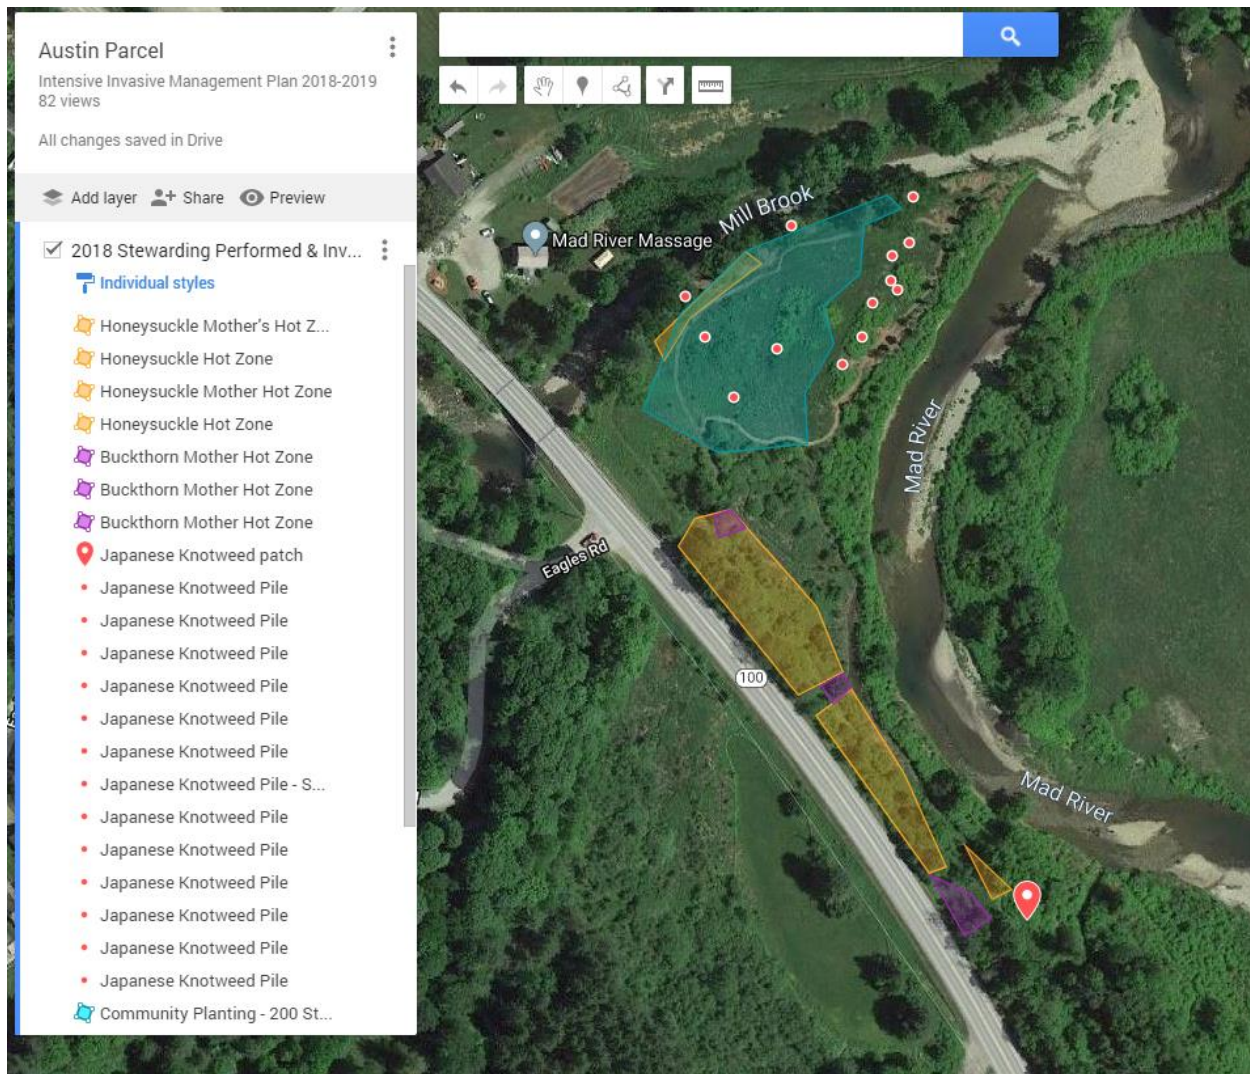 Austin Parcel
Intensive Invasive Management Plan 2018-2019
82 views
All changes saved in Drive
Add layer Share Preview
2018 Stewarding Performed & Inv...
Individual styles
Honeysuckle Mother's Hot Z...
Honeysuckle Hot Zone
Honeysuckle Mother Hot Zone
Honeysuckle Hot Zone
Buckthorn Mother Hot Zone
Buckthorn Mother Hot Zone
Buckthorn Mother Hot Zone
Japanese Knotweed patch
Japanese Knotweed Pile
Japanese Knotweed Pile
Japanese Knotweed Pile
Japanese Knotweed Pile
Japanese Knotweed Pile
Japanese Knotweed Pile
Japanese Knotweed Pile - S...
Japanese Knotweed Pile
Japanese Knotweed Pile
Japanese Knotweed Pile
Japanese Knotweed Pile
Japanese Knotweed Pile
Japanese Knotweed Pile
Community Planting - 200 St...
Mill Brook
Mad River Massage
Mad River
Eagles Rd
100
Mad River